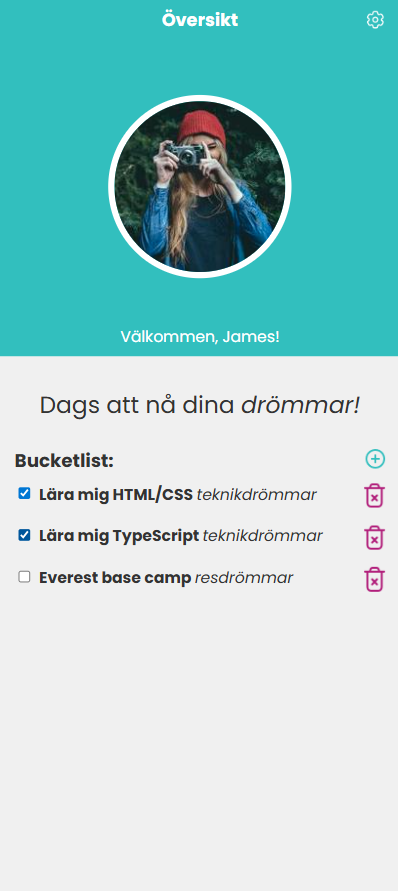 Översikt
Välkommen, James!
Dags att nå dina drömmar!
Bucketlist:
Lära mig HTML/CSS teknikdrömmar
Lära mig TypeScript teknikdrömmar
Everest base camp resdrömmar